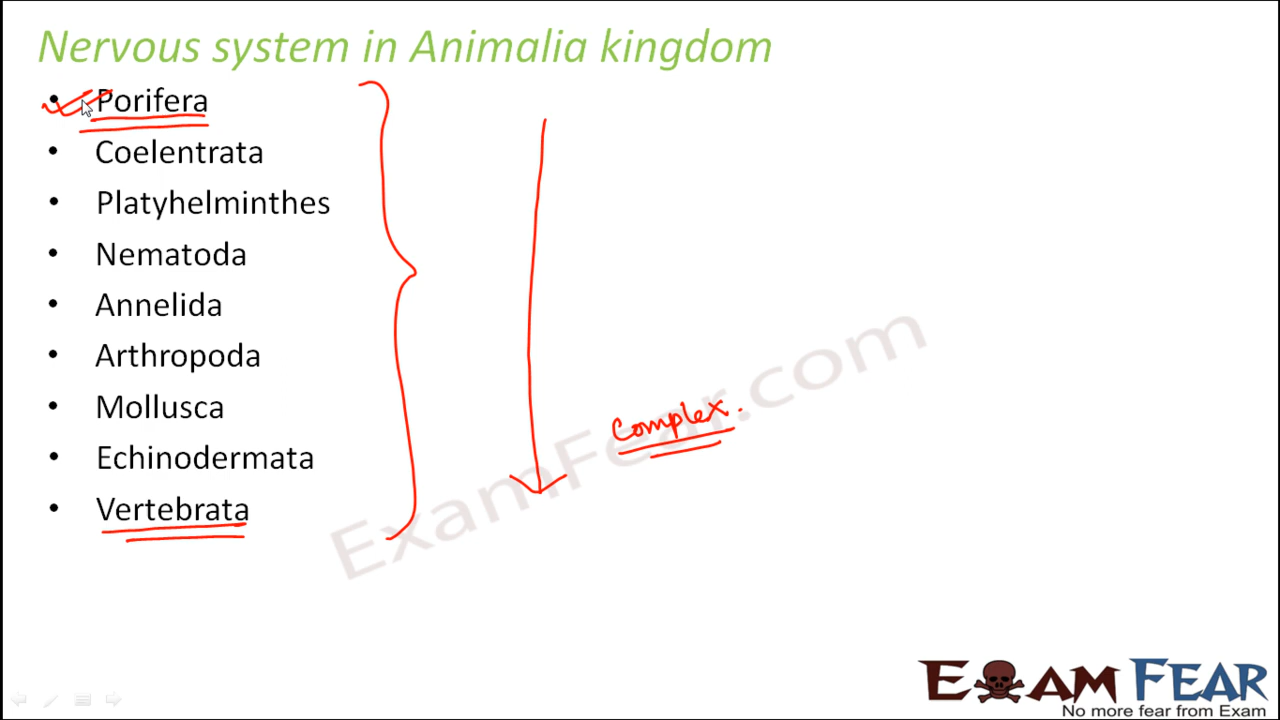 Nervous system in Animalia kingdom
• Porifera
• Coelentrata
• Platyhelminthes
• Nematoda
• Annelida
• Arthropoda
• Mollusca
• Echinodermata
• Vertebrata
Complex.
ExamFear.com
EXAM FEAR
No more fear from Exam